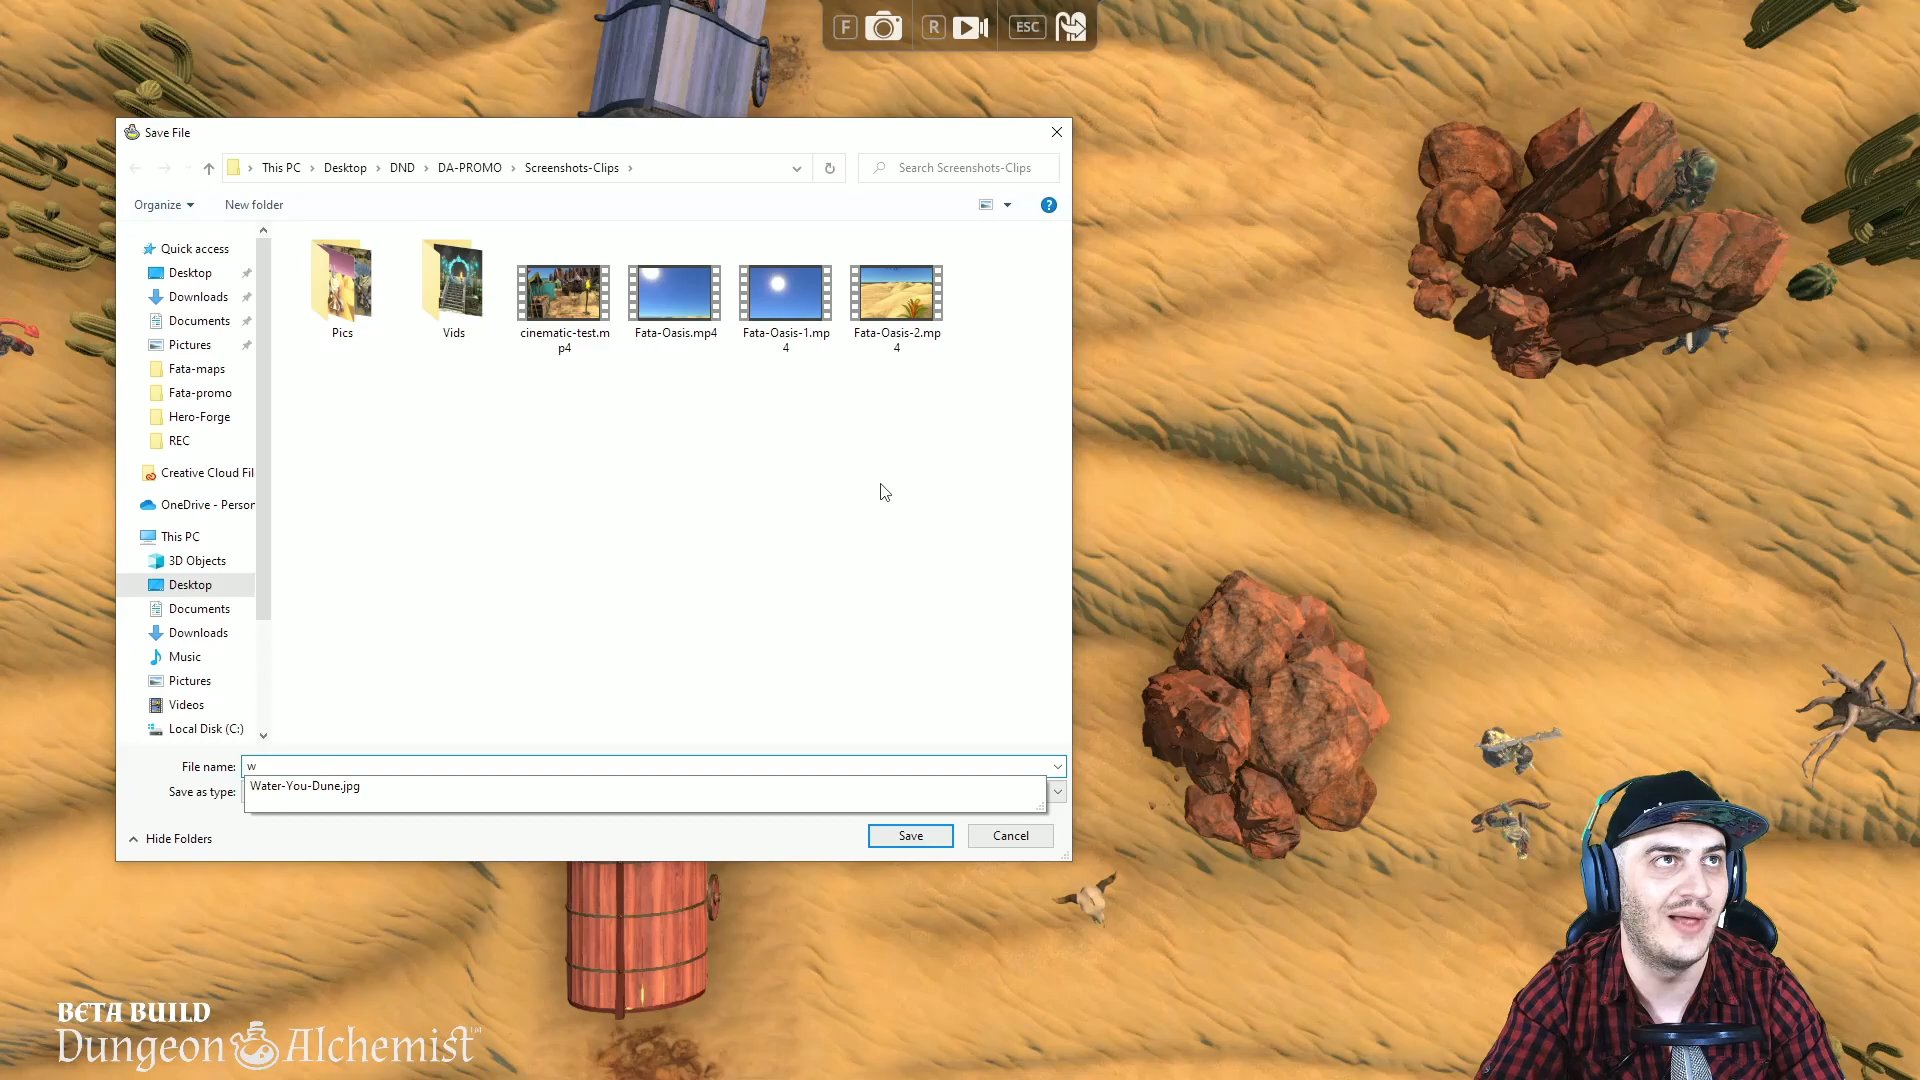 F
R
ESC
Save File
This PC > Desktop > DND > DA-PROMO > Screenshots-Clips >
Search Screenshots-Clips
Organize
New folder
?
Quick access
Desktop
Downloads
Documents
Pictures
Fata-maps
Fata-promo
Hero-Forge
REC
Creative Cloud Fil
OneDrive - Person
This PC
3D Objects
Desktop
Documents
Downloads
Music
Pictures
Videos
Local Disk (C:)
Pics
Vids
cinematic-test.m
p4
Fata-Oasis.mp4
Fata-Oasis-1.mp
4
Fata-Oasis-2.mp
4
File name: w
Water-You-Dune.jpg
Save as type:
Hide Folders
Save
Cancel
BETA BUILD
Dungeon Alchemist™